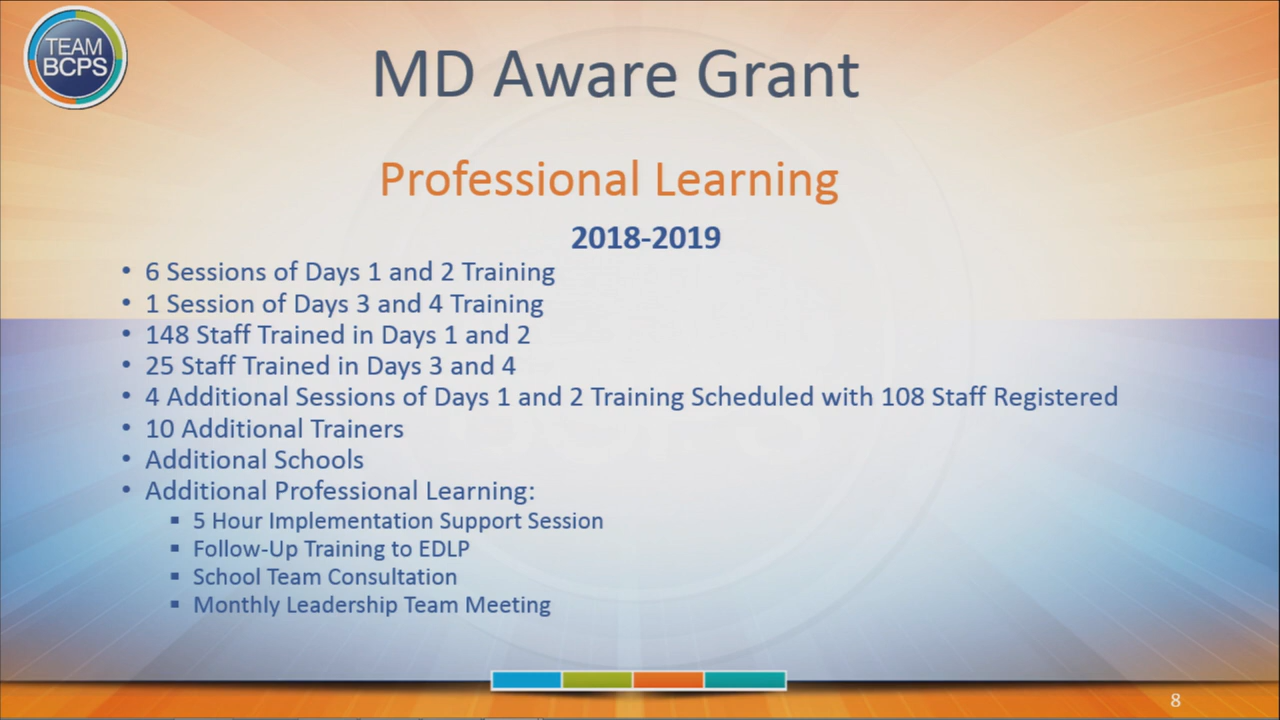 TEAM
BCPS
MD Aware Grant
Professional Learning
2018-2019
• 6 Sessions of Days 1 and 2 Training
• 1 Session of Days 3 and 4 Training
• 148 Staff Trained in Days 1 and 2
• 25 Staff Trained in Days 3 and 4
• 4 Additional Sessions of Days 1 and 2 Training Scheduled with 108 Staff Registered
• 10 Additional Trainers
• Additional Schools
• Additional Professional Learning:
▪ 5 Hour Implementation Support Session
▪ Follow-Up Training to EDLP
▪ School Team Consultation
▪ Monthly Leadership Team Meeting
8